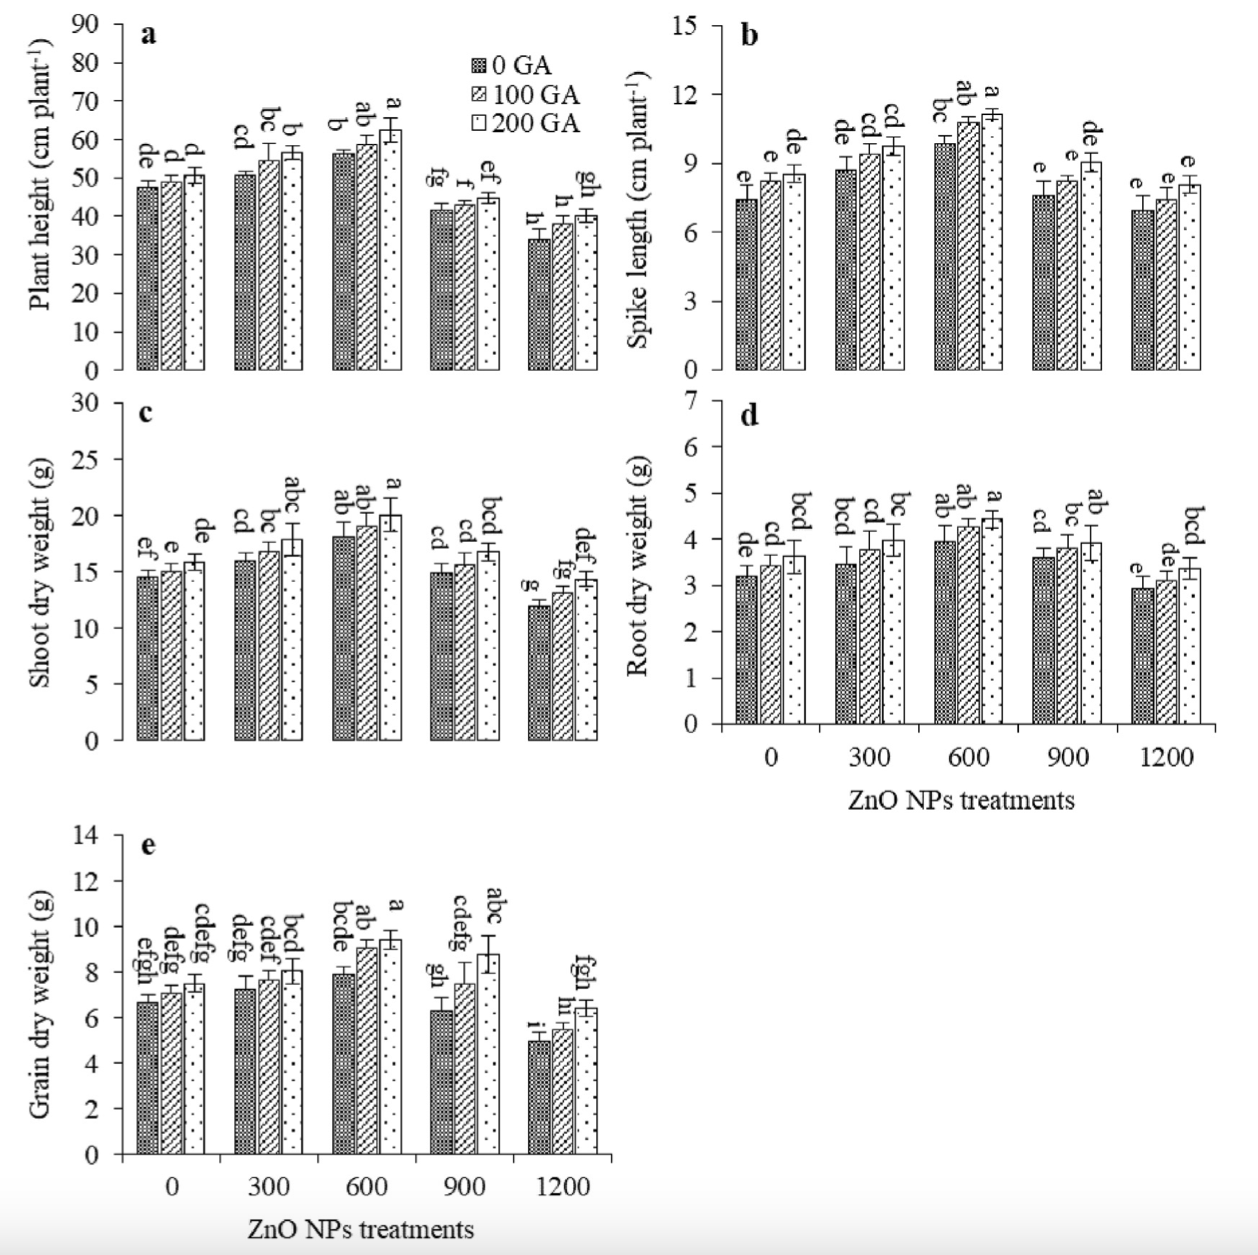 a
Plant height (cm plant⁻¹)
90
80
70
60
50
40
30
20
10
0
0 GA
100 GA
200 GA
de d d
cd bc b
b ab a
fg f ef
h h gh
b
Spike length (cm plant⁻¹)
15
12
9
6
3
0
e e de
de cd cd
bc ab a
e e de
e e e
c
Shoot dry weight (g)
30
25
20
15
10
5
0
ef e de
cd bc abc
ab ab a
cd cd bcd
g fg def
d
Root dry weight (g)
7
6
5
4
3
2
1
0
de cd bcd
bcd cd bc
ab ab a
cd bc ab
e de bcd
0 300 600 900 1200
ZnO NPs treatments
e
Grain dry weight (g)
14
12
10
8
6
4
2
0
efgh defg cdefg
defg cdef bcd
bcde ab a
gh cdefg abc
i hi fgh
0 300 600 900 1200
ZnO NPs treatments